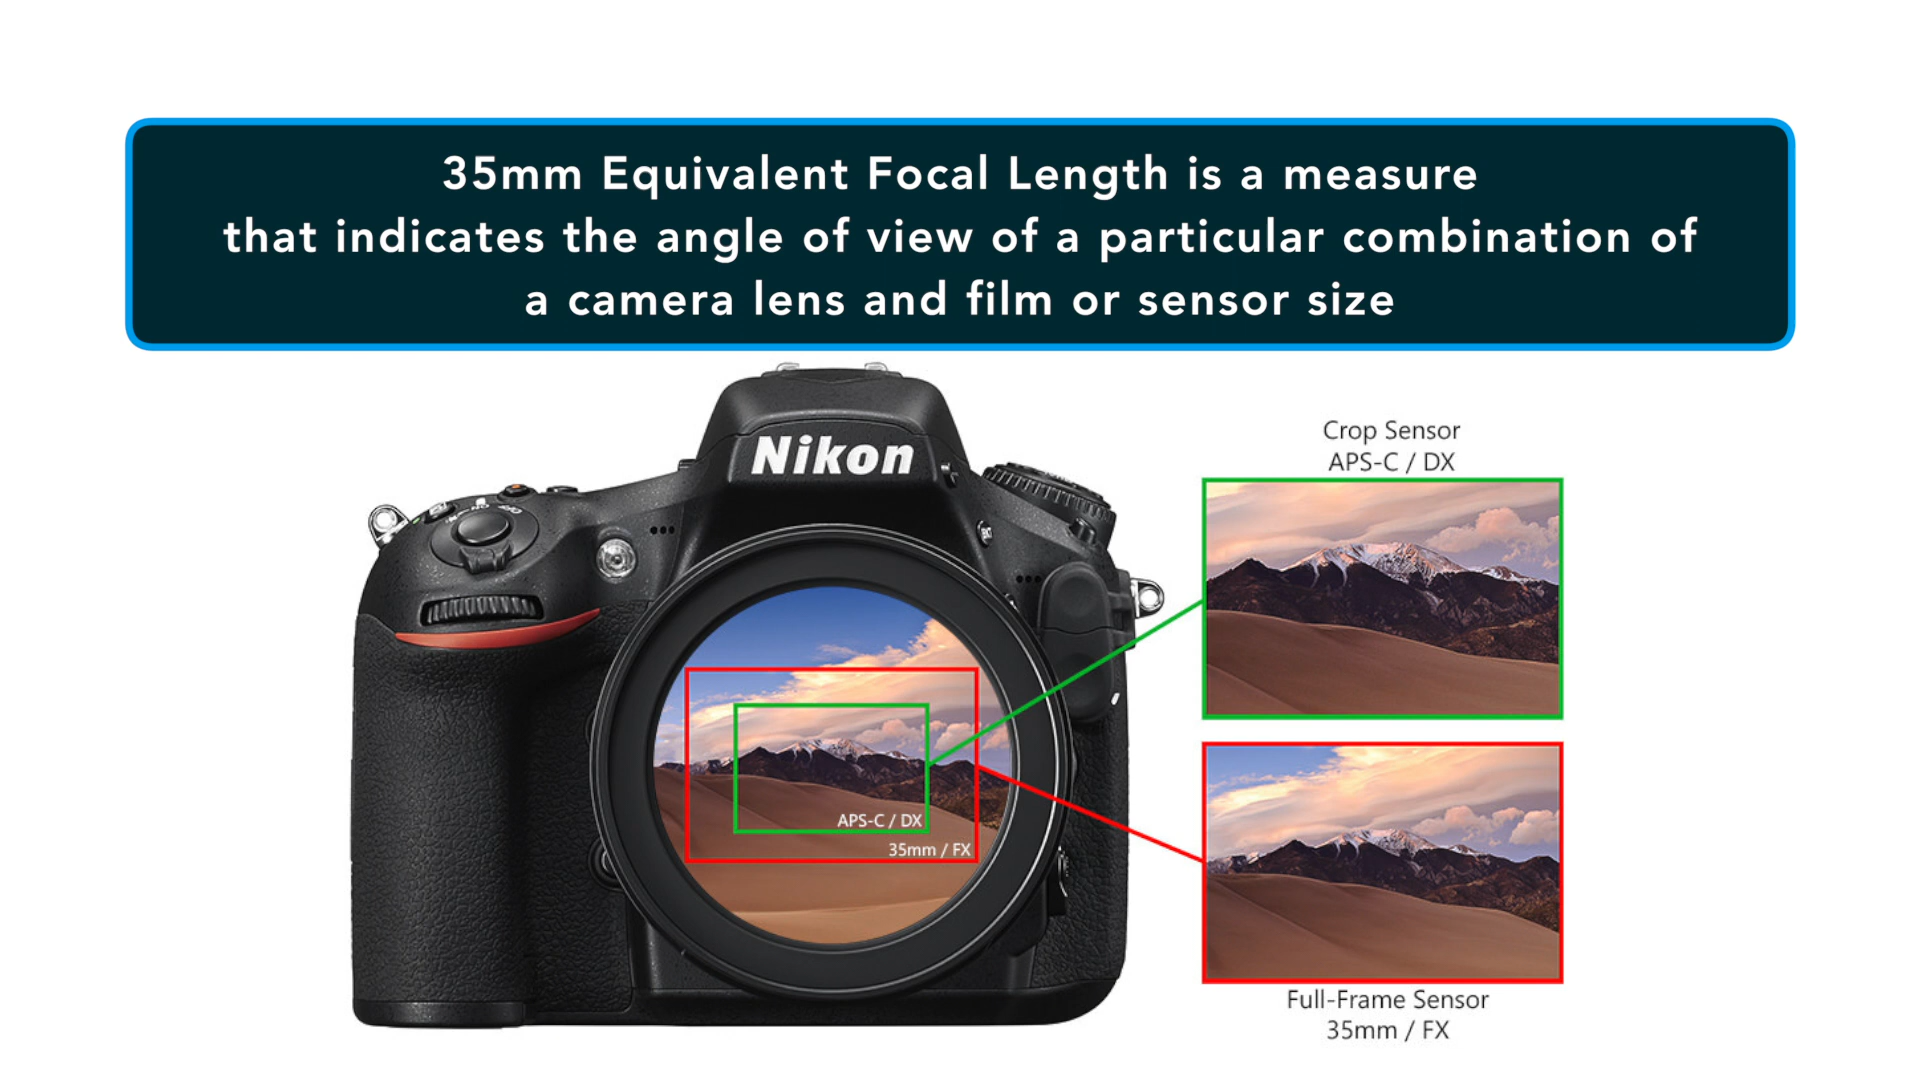 35mm Equivalent Focal Length is a measure
that indicates the angle of view of a particular combination of
a camera lens and film or sensor size
Nikon
Crop Sensor
APS-C / DX
APS-C / DX
35mm / FX
Full-Frame Sensor
35mm / FX